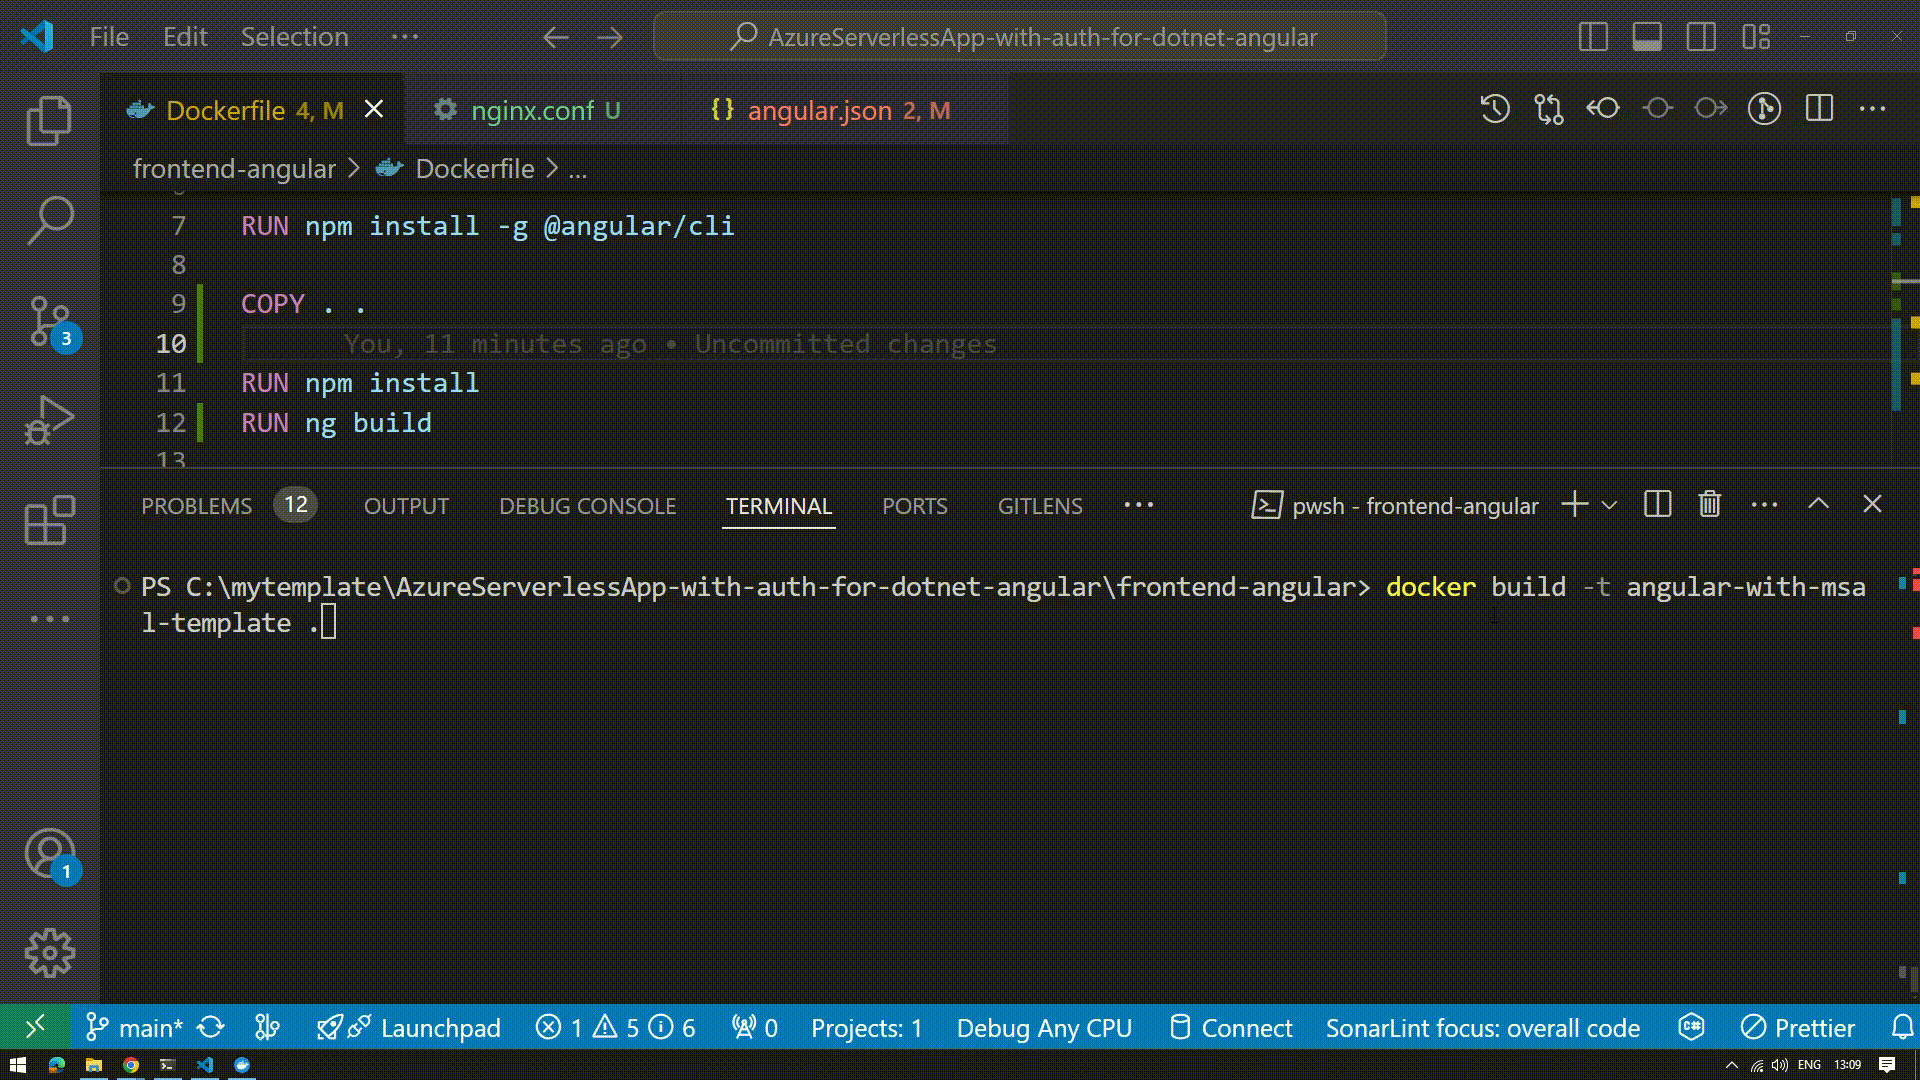 File Edit Selection ··· AzureServerlessApp-with-auth-for-dotnet-angular
Dockerfile 4, M nginx.conf U {} angular.json 2, M
frontend-angular > Dockerfile > ...
7 RUN npm install -g @angular/cli
8
9 COPY . .
10 You, 11 minutes ago • Uncommitted changes
11 RUN npm install
12 RUN ng build
13
3
PROBLEMS 12 OUTPUT DEBUG CONSOLE TERMINAL PORTS GITLENS ··· pwsh - frontend-angular
PS C:\mytemplate\AzureServerlessApp-with-auth-for-dotnet-angular\frontend-angular> docker build -t angular-with-msa
l-template .
1
main* Launchpad 1 5 6 0 Projects: 1 Debug Any CPU Connect SonarLint focus: overall code C# Prettier
ENG 13:09